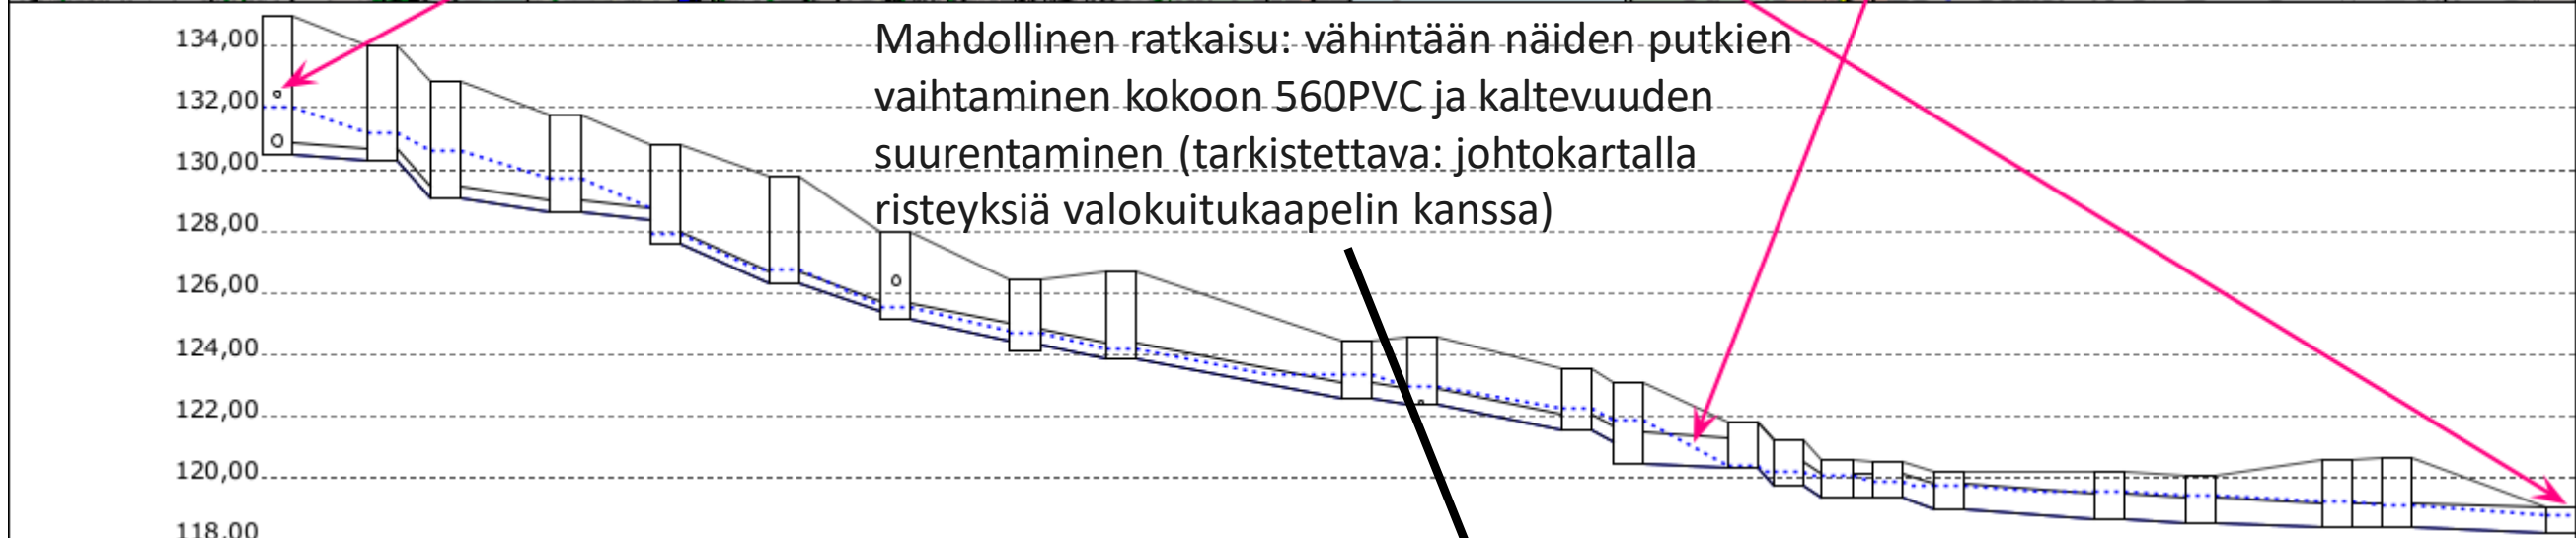 Mahdollinen ratkaisu: vähintään näiden putkien
vaihtaminen kokoon 560PVC ja kaltevuuden
suurentaminen (tarkistettava: johtokartalla
risteyksiä valokuitukaapelin kanssa)
134,00
132,00
130,00
128,00
126,00
124,00
122,00
120,00
118,00